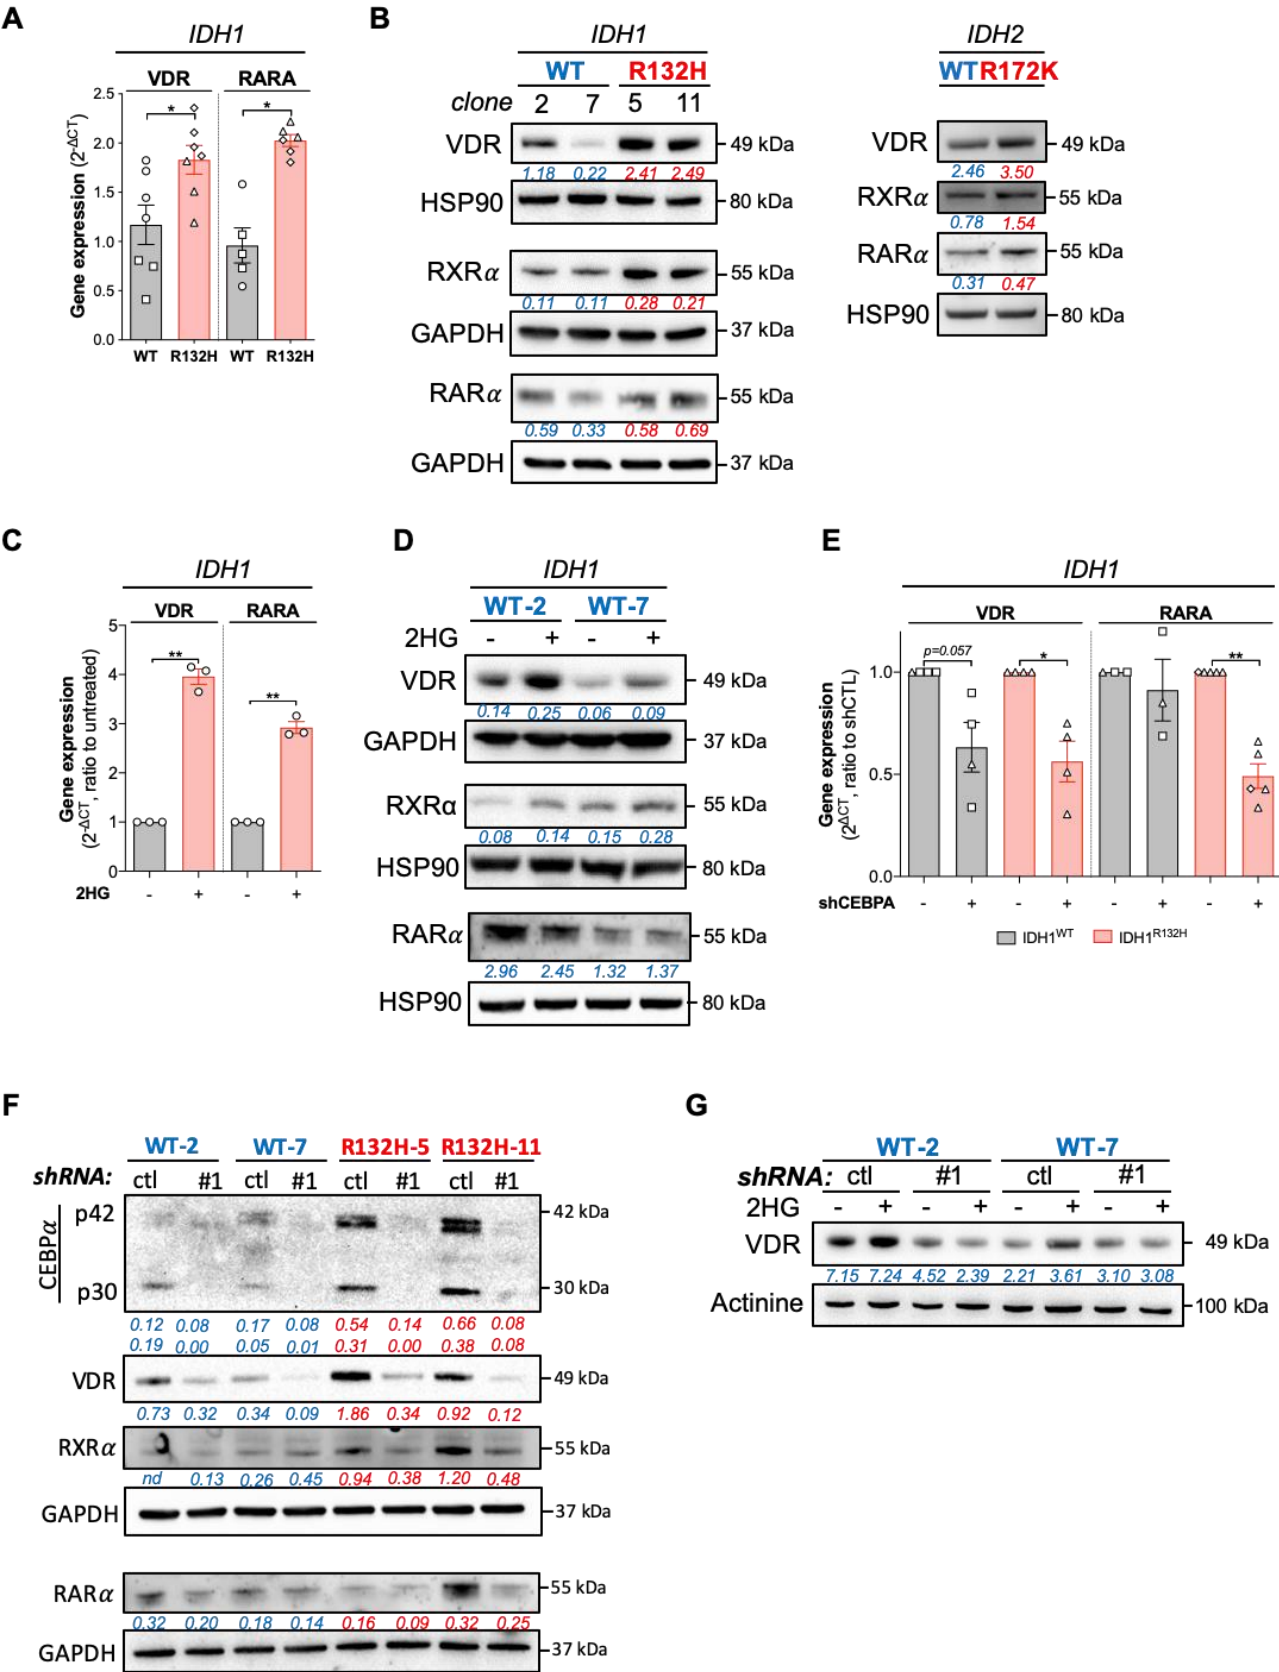 A
IDH1
VDR RARA
Gene expression (2-ΔCT)
2.5
2.0
1.5
1.0
0.5
0.0
* *
WT R132H WT R132H
B
IDH1
WT R132H
clone 2 7 5 11
VDR 49 kDa
1.18 0.22 2.41 2.49
HSP90 80 kDa
RXRα 55 kDa
0.11 0.11 0.28 0.21
GAPDH 37 kDa
RARα 55 kDa
0.59 0.33 0.58 0.69
GAPDH 37 kDa
IDH2
WT R172K
VDR 49 kDa
2.46 3.50
RXRα 55 kDa
0.78 1.54
RARα 55 kDa
0.31 0.47
HSP90 80 kDa
C
IDH1
VDR RARA
Gene expression
(2-ΔCT, ratio to untreated)
5
4
3
2
1
0
** **
2HG - + - +
D
IDH1
WT-2 WT-7
2HG - + - +
VDR 49 kDa
0.14 0.25 0.06 0.09
GAPDH 37 kDa
RXRα 55 kDa
0.08 0.14 0.15 0.28
HSP90 80 kDa
RARα 55 kDa
2.96 2.45 1.32 1.37
HSP90 80 kDa
E
IDH1
VDR RARA
Gene expression
(2ΔCT, ratio to shCTL)
1.0
0.5
0.0
p=0.057 * **
shCEBPA - + - + - + - +
IDH1WT IDH1R132H
F
WT-2 WT-7 R132H-5 R132H-11
shRNA: ctl #1 ctl #1 ctl #1 ctl #1
CEBPα
p42 42 kDa
p30 30 kDa
0.12 0.08 0.17 0.08 0.54 0.14 0.66 0.08
0.19 0.00 0.05 0.01 0.31 0.00 0.38 0.08
VDR 49 kDa
0.73 0.32 0.34 0.09 1.86 0.34 0.92 0.12
RXRα 55 kDa
nd 0.13 0.26 0.45 0.94 0.38 1.20 0.48
GAPDH 37 kDa
RARα 55 kDa
0.32 0.20 0.18 0.14 0.16 0.09 0.32 0.25
GAPDH 37 kDa
G
WT-2 WT-7
shRNA: ctl #1 ctl #1
2HG - + - + - + - +
VDR 49 kDa
7.15 7.24 4.52 2.39 2.21 3.61 3.10 3.08
Actinine 100 kDa